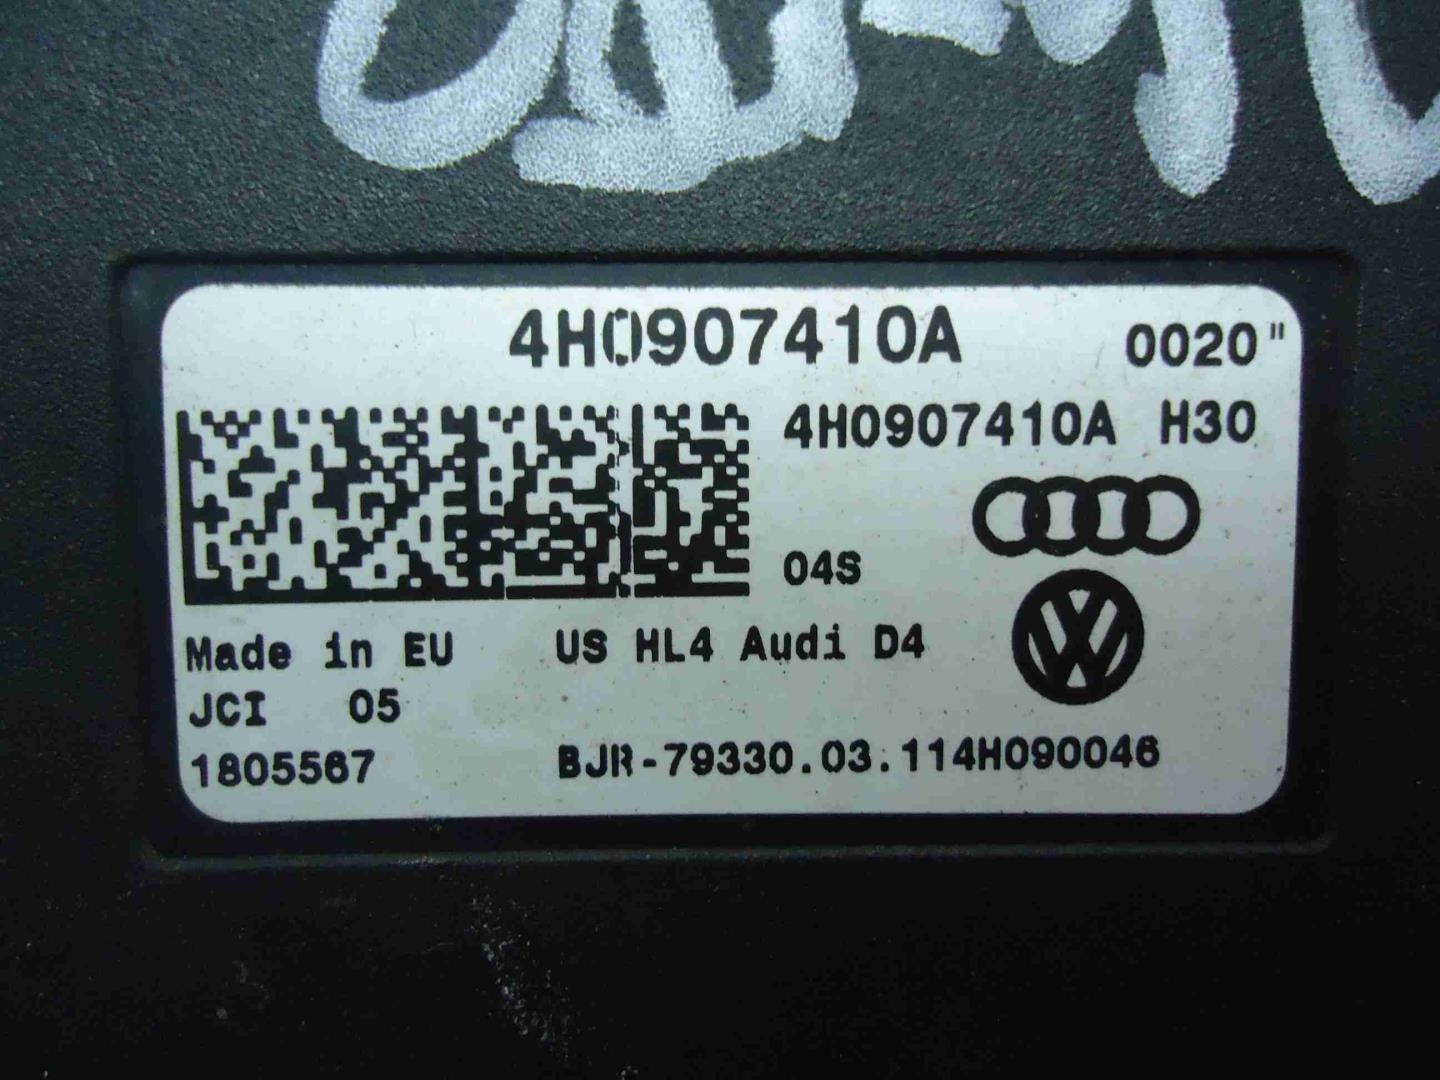 4H0907410A 0020"
4H0907410A H30
04S
Made in EU US HL4 Audi D4
JCI 05
1805567 BJR-79330.03.114H090046